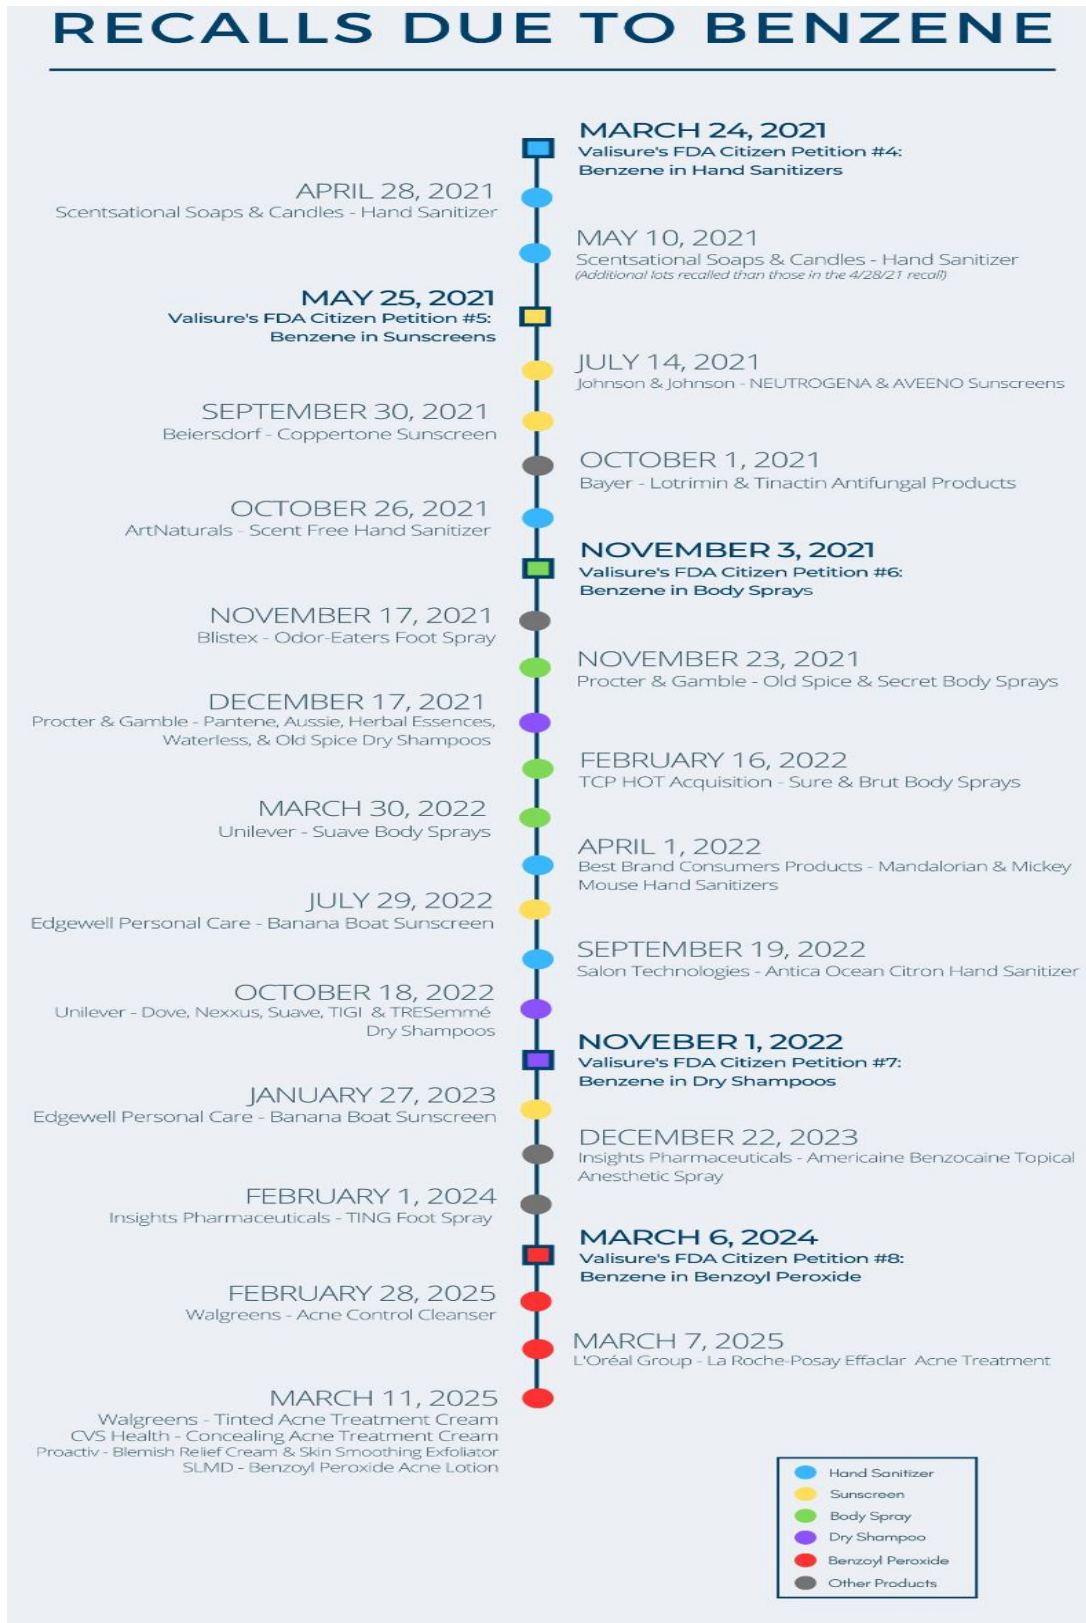 RECALLS DUE TO BENZENE
MARCH 24, 2021
Valisure's FDA Citizen Petition #4:
Benzene in Hand Sanitizers
APRIL 28, 2021
Scentsational Soaps & Candles - Hand Sanitizer
MAY 10, 2021
Scentsational Soaps & Candles - Hand Sanitizer
(Additional lots recalled than those in the 4/28/21 recall)
MAY 25, 2021
Valisure's FDA Citizen Petition #5:
Benzene in Sunscreens
JULY 14, 2021
Johnson & Johnson - NEUTROGENA & AVEENO Sunscreens
SEPTEMBER 30, 2021
Beiersdorf - Coppertone Sunscreen
OCTOBER 1, 2021
Bayer - Lotrimin & Tinactin Antifungal Products
OCTOBER 26, 2021
ArtNaturals - Scent Free Hand Sanitizer
NOVEMBER 3, 2021
Valisure's FDA Citizen Petition #6:
Benzene in Body Sprays
NOVEMBER 17, 2021
Blistex - Odor-Eaters Foot Spray
NOVEMBER 23, 2021
Procter & Gamble - Old Spice & Secret Body Sprays
DECEMBER 17, 2021
Procter & Gamble - Pantene, Aussie, Herbal Essences,
Waterless, & Old Spice Dry Shampoos
FEBRUARY 16, 2022
TCP HOT Acquisition - Sure & Brut Body Sprays
MARCH 30, 2022
Unilever - Suave Body Sprays
APRIL 1, 2022
Best Brand Consumers Products - Mandalorian & Mickey
Mouse Hand Sanitizers
JULY 29, 2022
Edgewell Personal Care - Banana Boat Sunscreen
SEPTEMBER 19, 2022
Salon Technologies - Antica Ocean Citron Hand Sanitizer
OCTOBER 18, 2022
Unilever - Dove, Nexxus, Suave, TIGI & TRESemmé
Dry Shampoos
NOVEBER 1, 2022
Valisure's FDA Citizen Petition #7:
Benzene in Dry Shampoos
JANUARY 27, 2023
Edgewell Personal Care - Banana Boat Sunscreen
DECEMBER 22, 2023
Insights Pharmaceuticals - Americaine Benzocaine Topical
Anesthetic Spray
FEBRUARY 1, 2024
Insights Pharmaceuticals - TING Foot Spray
MARCH 6, 2024
Valisure's FDA Citizen Petition #8:
Benzene in Benzoyl Peroxide
FEBRUARY 28, 2025
Walgreens - Acne Control Cleanser
MARCH 7, 2025
L'Oréal Group - La Roche-Posay Effaclar Acne Treatment
MARCH 11, 2025
Walgreens - Tinted Acne Treatment Cream
CVS Health - Concealing Acne Treatment Cream
Proactiv - Blemish Relief Cream & Skin Smoothing Exfoliator
SLMD - Benzoyl Peroxide Acne Lotion
Hand Sanitizer
Sunscreen
Body Spray
Dry Shampoo
Benzoyl Peroxide
Other Products